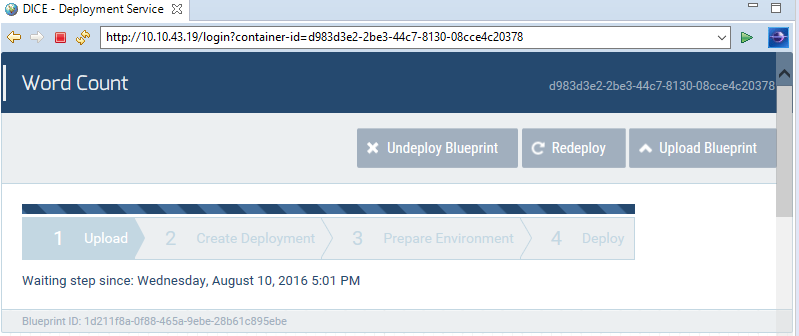 DICE - Deployment Service
http://10.10.43.19/login?container-id=d983d3e2-2be3-44c7-8130-08cce4c20378
Word Count d983d3e2-2be3-44c7-8130-08cce4c20378
Undeploy Blueprint Redeploy Upload Blueprint
1 Upload 2 Create Deployment 3 Prepare Environment 4 Deploy
Waiting step since: Wednesday, August 10, 2016 5:01 PM
Blueprint ID: 1d211f8a-0f88-465a-9ebe-28b61c895ebe